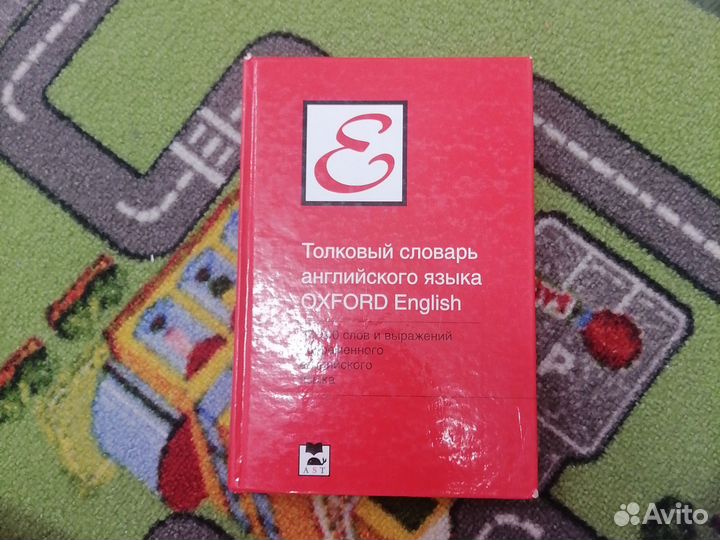 Ɛ
Толковый словарь
английского языка
OXFORD English
слов и выражений
AST
P
Avito